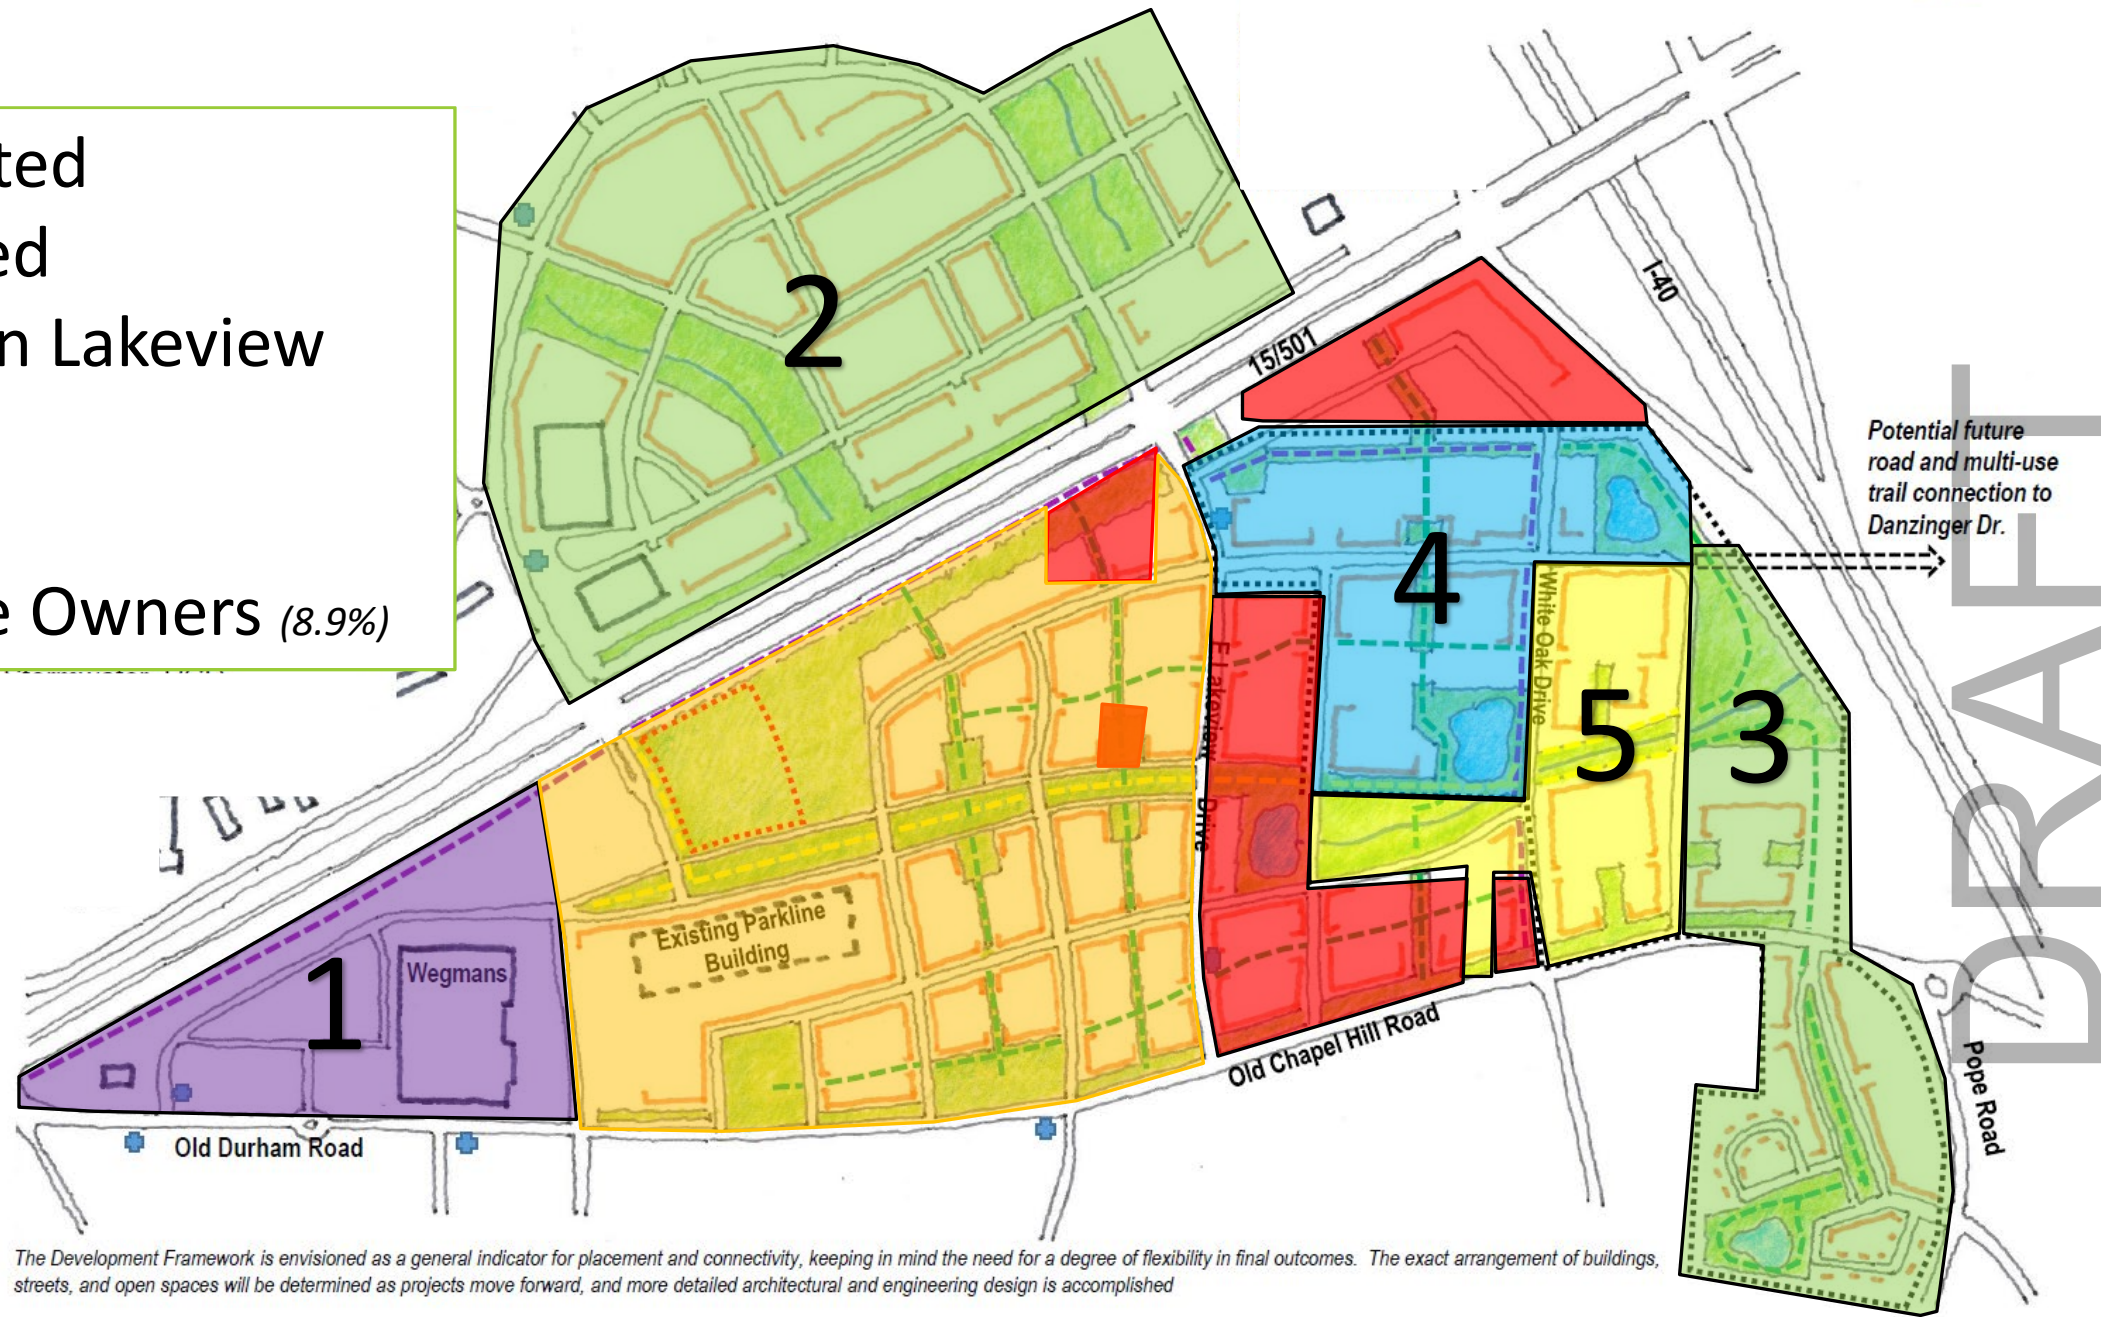 ted
ed
n Lakeview
e Owners (8.9%)
2
15/501
I-40
Potential future
road and multi-use
trail connection to
Danzinger Dr.
DRAFT
4
White Oak Drive
5
3
E Lakeview Drive
Existing Parkline
Building
Wegmans
1
Old Chapel Hill Road
Pope Road
Old Durham Road
The Development Framework is envisioned as a general indicator for placement and connectivity, keeping in mind the need for a degree of flexibility in final outcomes. The exact arrangement of buildings,
streets, and open spaces will be determined as projects move forward, and more detailed architectural and engineering design is accomplished